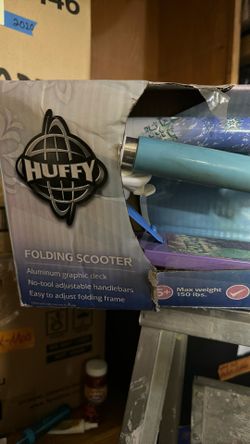 2020
HUFFY
FOLDING SCOOTER
Aluminum graphic deck
No-tool adjustable handlebars
Easy to adjust folding frame
5+
Max weight
150 lbs.